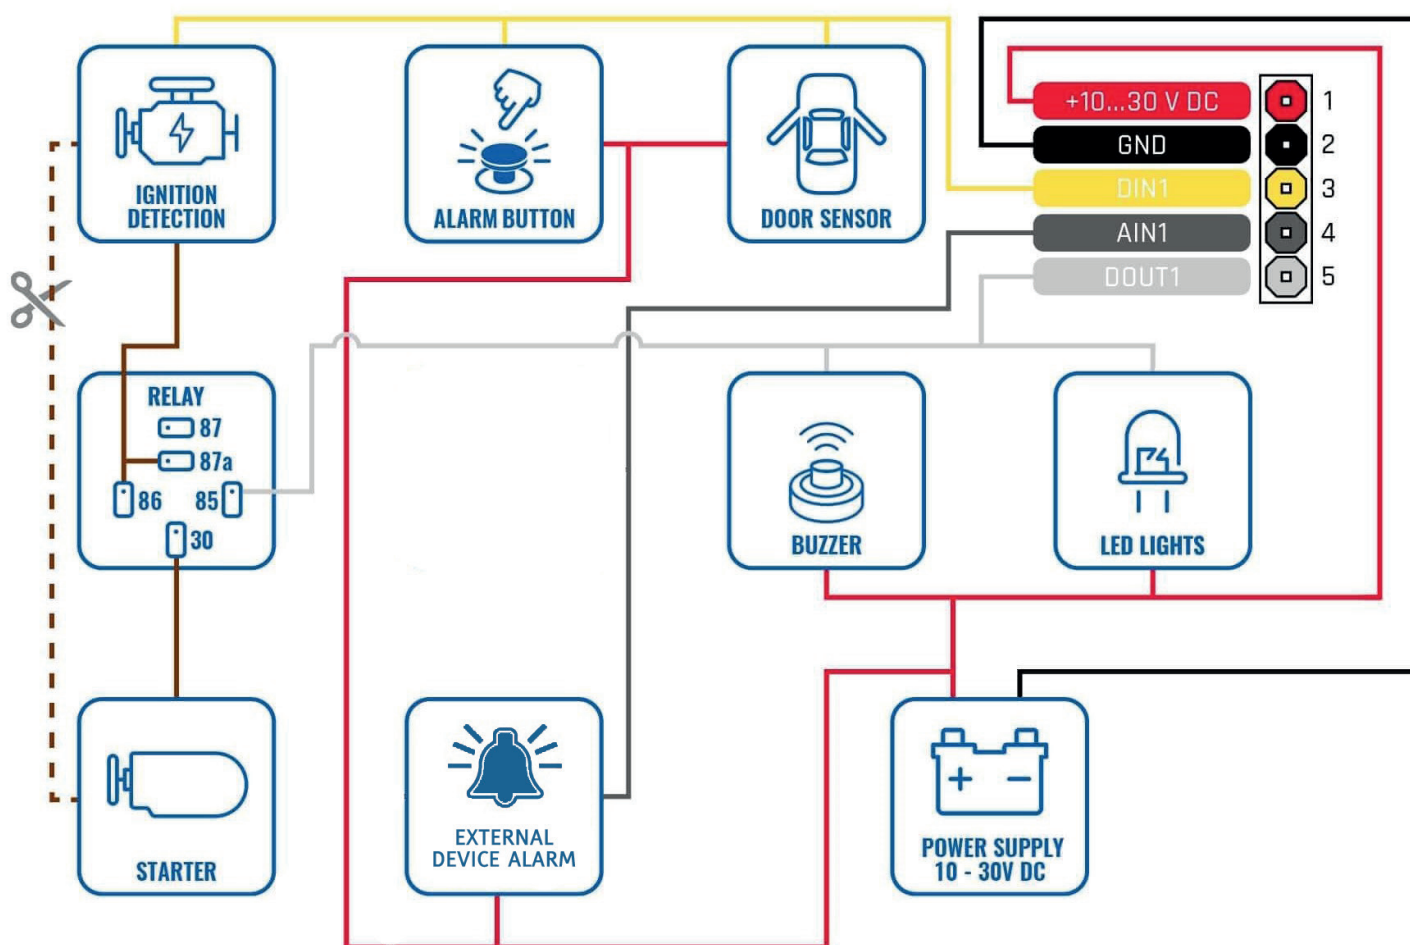 +10...30 V DC
1
GND
2
DIN1
3
AIN1
4
DOUT1
5
IGNITION
DETECTION
ALARM BUTTON
DOOR SENSOR
RELAY
87
87a
86
85
30
BUZZER
LED LIGHTS
STARTER
EXTERNAL
DEVICE ALARM
+ −
POWER SUPPLY
10 - 30V DC